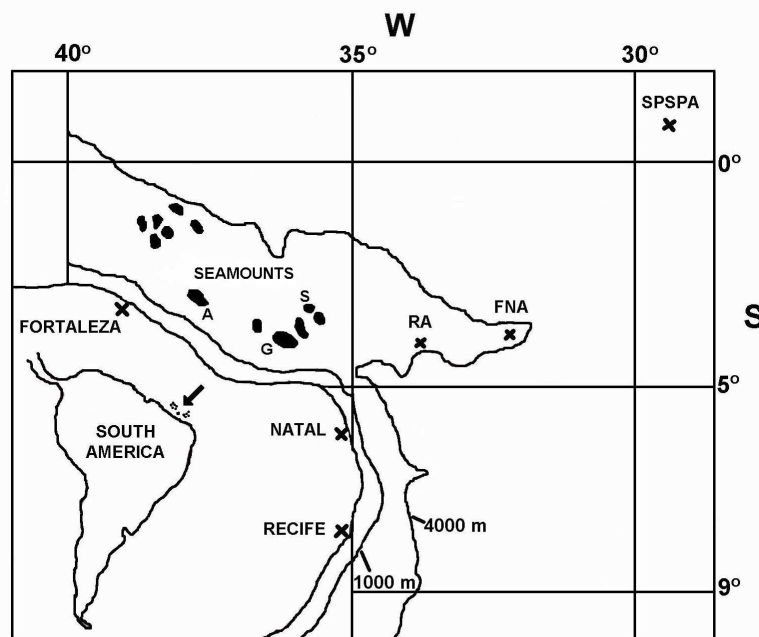 W
40° 35° 30°
SPSPA
0°
SEAMOUNTS
A
S
G
RA
FNA
S
FORTALEZA
5°
SOUTH
AMERICA
NATAL
RECIFE
4000 m
1000 m
9°